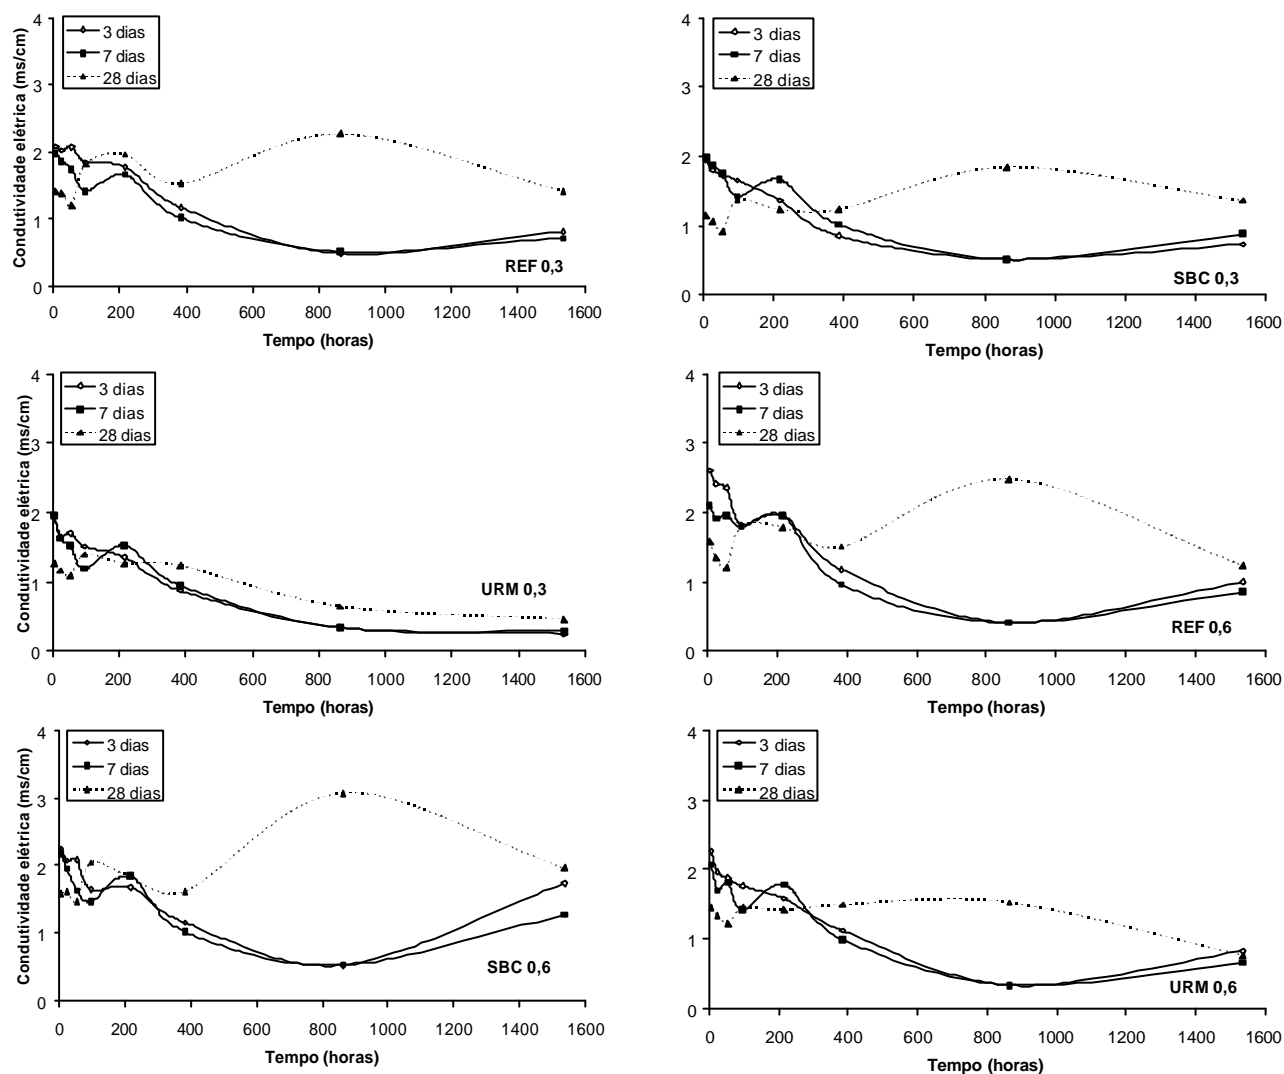 Condutividade elétrica (ms/cm)
4
3
2
1
0
3 dias
7 dias
28 dias
REF 0,3
0 200 400 600 800 1000 1200 1400 1600
Tempo (horas)
4
3
2
1
0
3 dias
7 dias
28 dias
SBC 0,3
0 200 400 600 800 1000 1200 1400 1600
Tempo (horas)
Condutividade elétrica (ms/cm)
4
3
2
1
0
3 dias
7 dias
28 dias
URM 0,3
0 200 400 600 800 1000 1200 1400 1600
Tempo (horas)
4
3
2
1
0
3 dias
7 dias
28 dias
REF 0,6
0 200 400 600 800 1000 1200 1400 1600
Tempo (horas)
Condutividade elétrica (ms/cm)
4
3
2
1
0
3 dias
7 dias
28 dias
SBC 0,6
0 200 400 600 800 1000 1200 1400 1600
Tempo (horas)
4
3
2
1
0
3 dias
7 dias
28 dias
URM 0,6
0 200 400 600 800 1000 1200 1400 1600
Tempo (horas)